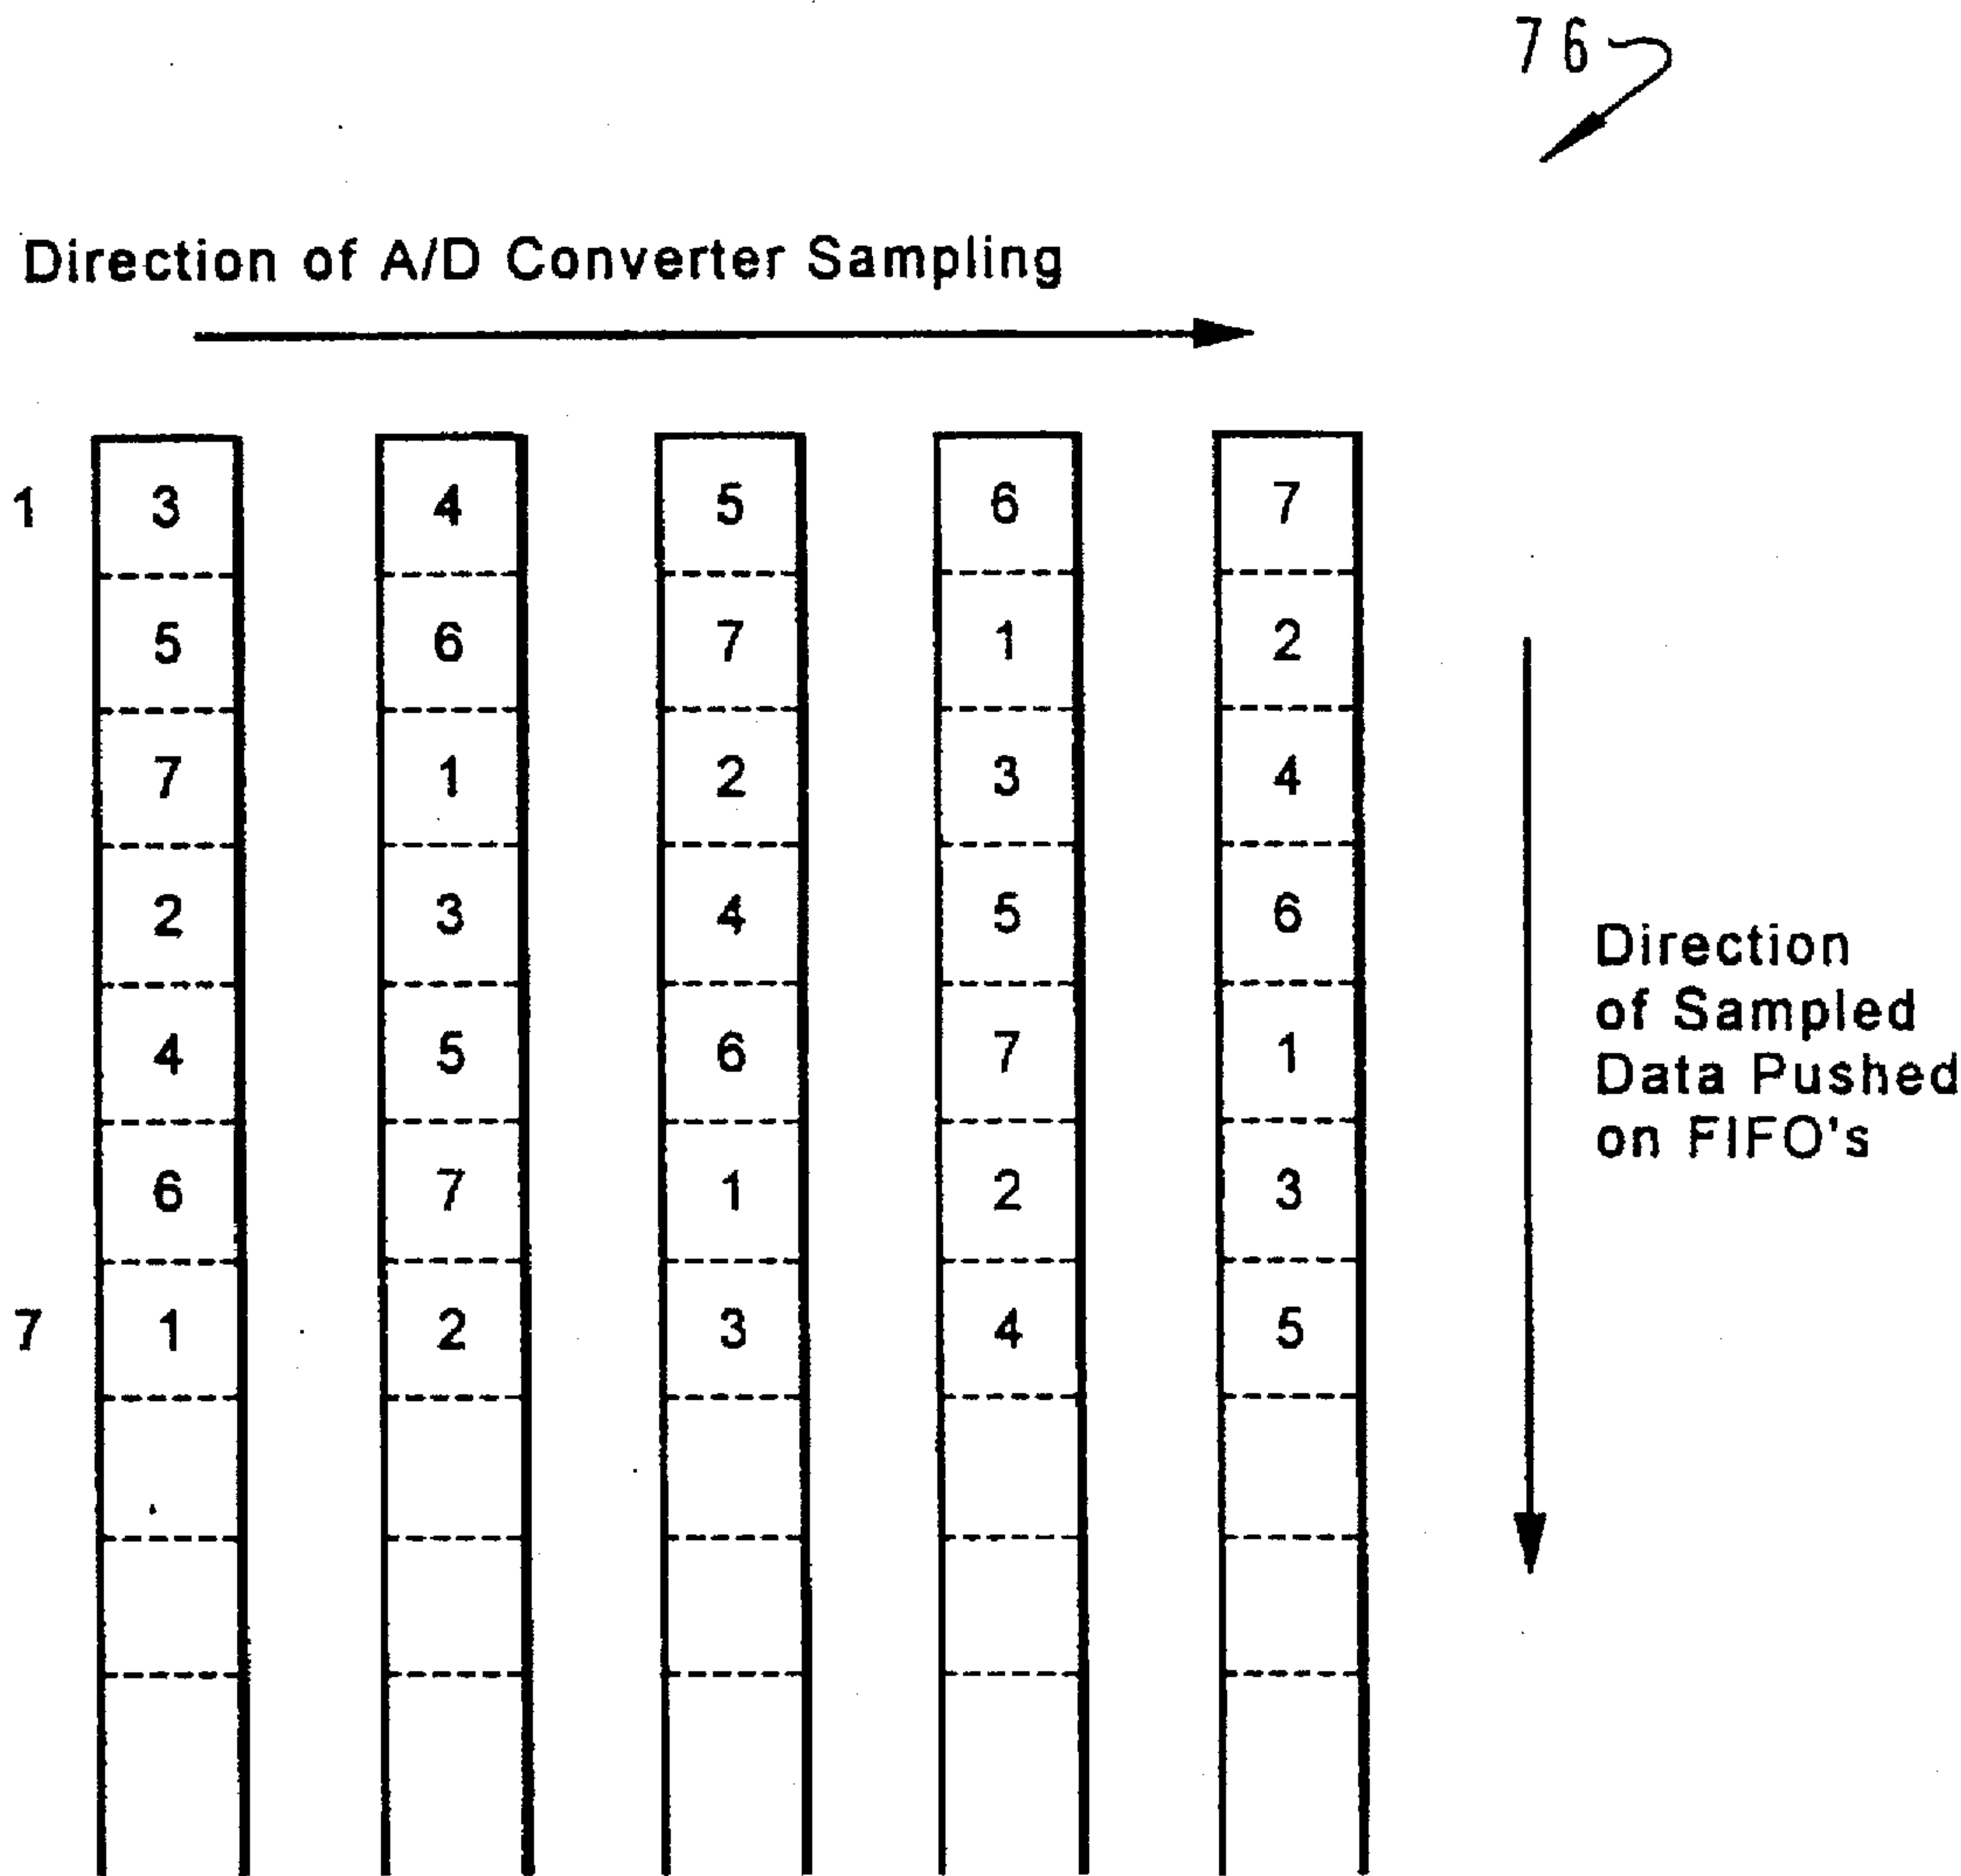 76
Direction of A/D Converter Sampling
1 3 4 5 6 7
5 6 7 1 2
7 1 2 3 4
2 3 4 5 6
4 5 6 7 1
6 7 1 2 3
7 1 2 3 4 5
Direction
of Sampled
Data Pushed
on FIFO's